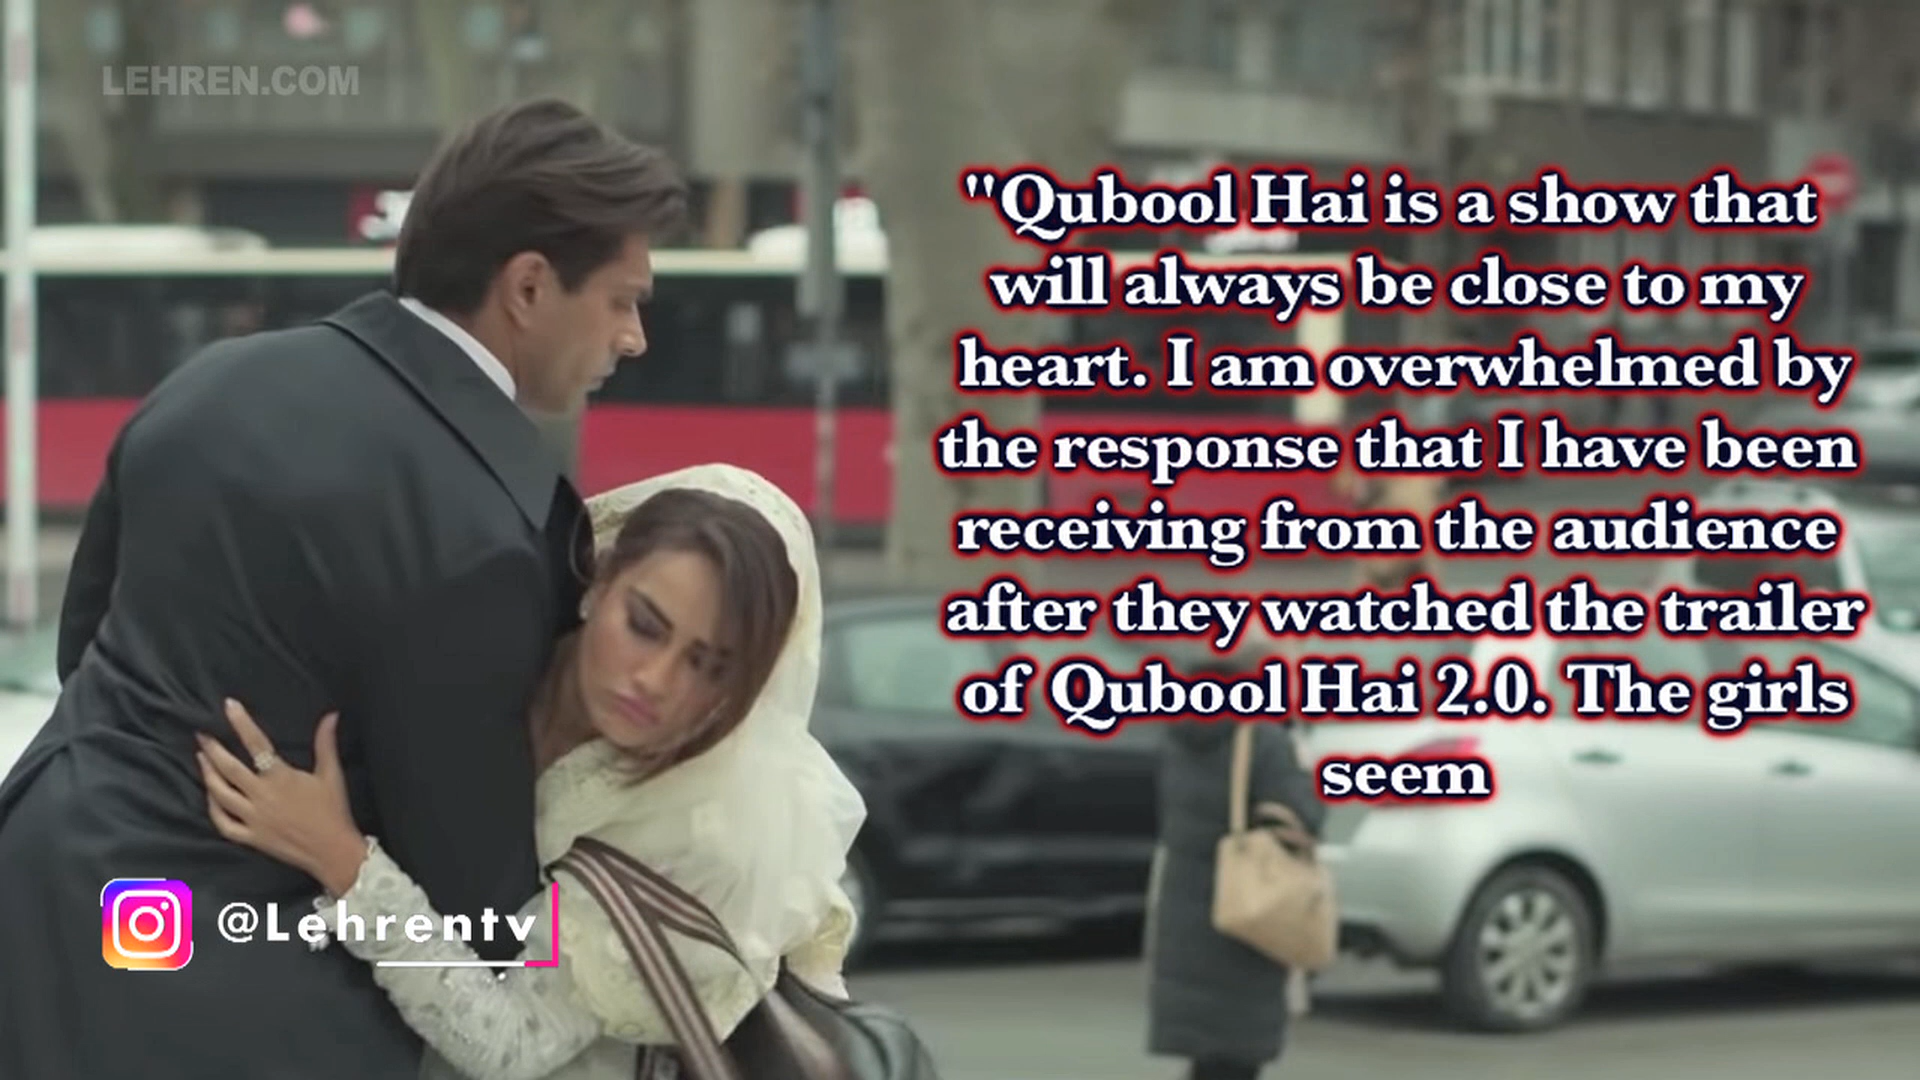 LEHREN.COM
"Qubool Hai is a show that
will always be close to my
heart. I am overwhelmed by
the response that I have been
receiving from the audience
after they watched the trailer
of Qubool Hai 2.0. The girls
seem
@Lehrentv